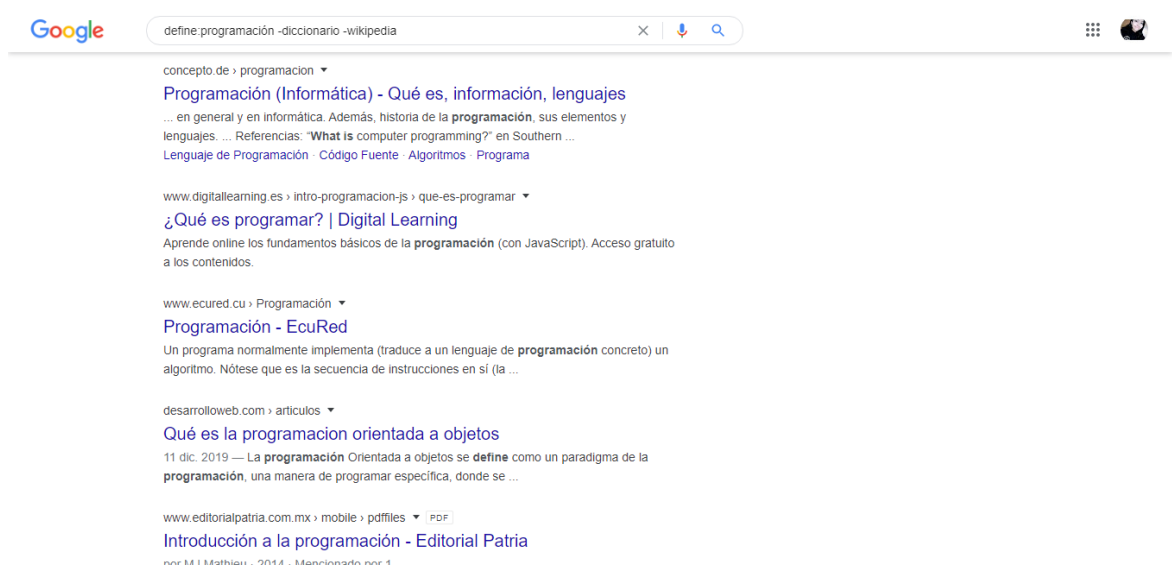 Google
define:programación -diccionario -wikipedia
concepto.de › programacion
Programación (Informática) - Qué es, información, lenguajes
... en general y en informática. Además, historia de la programación, sus elementos y
lenguajes. ... Referencias: “What is computer programming?” en Southern ...
Lenguaje de Programación · Código Fuente · Algoritmos · Programa
www.digitallearning.es › intro-programacion-js › que-es-programar
¿Qué es programar? | Digital Learning
Aprende online los fundamentos básicos de la programación (con JavaScript). Acceso gratuito
a los contenidos.
www.ecured.cu › Programación
Programación - EcuRed
Un programa normalmente implementa (traduce a un lenguaje de programación concreto) un
algoritmo. Nótese que es la secuencia de instrucciones en sí (la ...
desarrolloweb.com › articulos
Qué es la programacion orientada a objetos
11 dic. 2019 — La programación Orientada a objetos se define como un paradigma de la
programación, una manera de programar específica, donde se ...
www.editorialpatria.com.mx › mobile › pdffiles PDF
Introducción a la programación - Editorial Patria
por MJ Mathieu · 2014 · Mencionado por 1